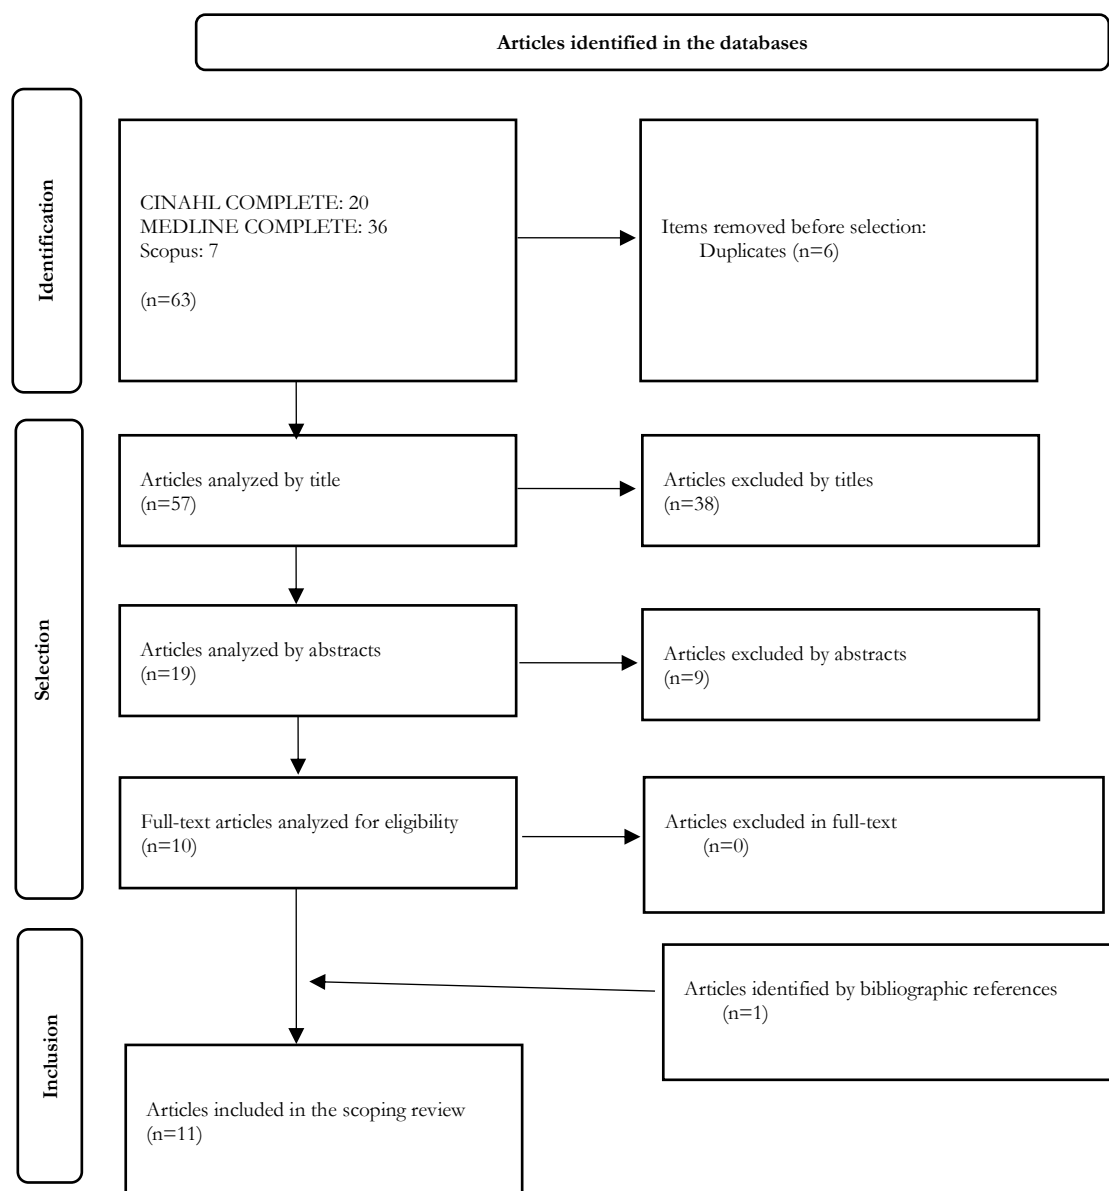 Articles identified in the databases
Identification
CINAHL COMPLETE: 20
MEDLINE COMPLETE: 36
Scopus: 7
(n=63)
Items removed before selection:
Duplicates (n=6)
Selection
Articles analyzed by title
(n=57)
Articles excluded by titles
(n=38)
Articles analyzed by abstracts
(n=19)
Articles excluded by abstracts
(n=9)
Full-text articles analyzed for eligibility
(n=10)
Articles excluded in full-text
(n=0)
Inclusion
Articles identified by bibliographic references
(n=1)
Articles included in the scoping review
(n=11)